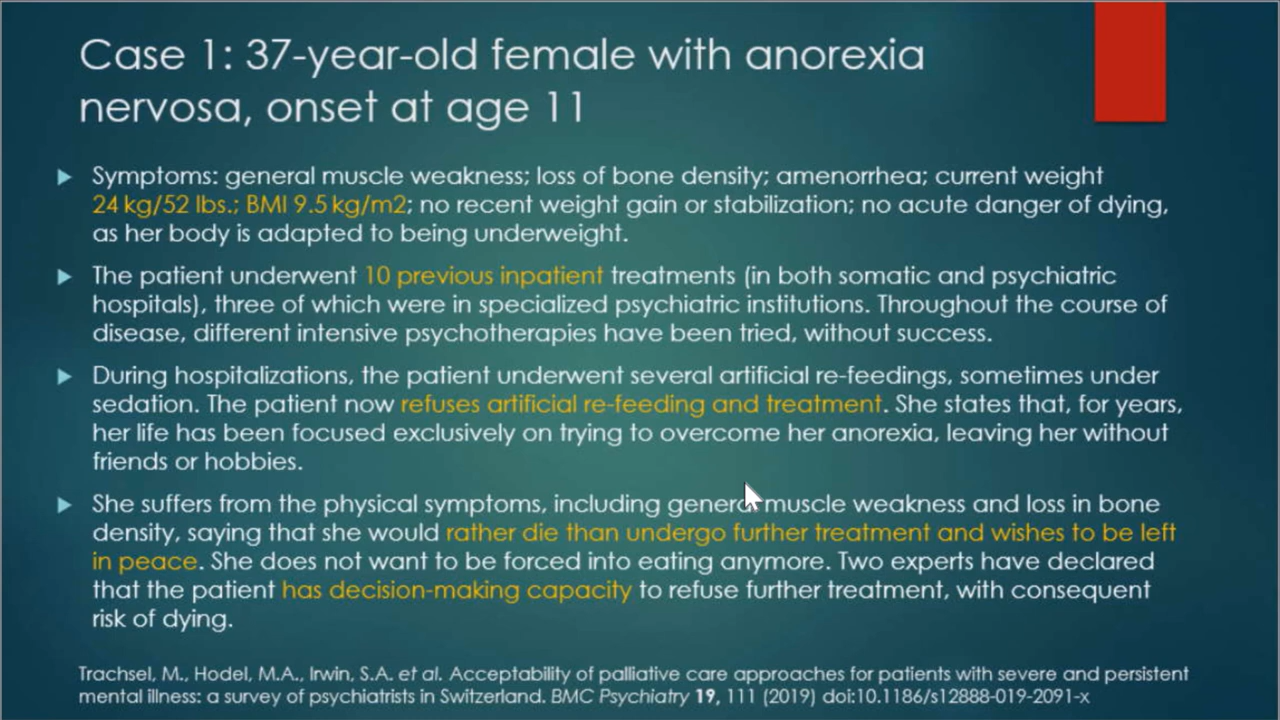 Case 1: 37-year-old female with anorexia
nervosa, onset at age 11
Symptoms: general muscle weakness; loss of bone density; amenorrhea; current weight
24 kg/52 lbs.; BMI 9.5 kg/m2; no recent weight gain or stabilization; no acute danger of dying,
as her body is adapted to being underweight.
The patient underwent 10 previous inpatient treatments (in both somatic and psychiatric
hospitals), three of which were in specialized psychiatric institutions. Throughout the course of
disease, different intensive psychotherapies have been tried, without success.
During hospitalizations, the patient underwent several artificial re-feedings, sometimes under
sedation. The patient now refuses artificial re-feeding and treatment. She states that, for years,
her life has been focused exclusively on trying to overcome her anorexia, leaving her without
friends or hobbies.
She suffers from the physical symptoms, including general muscle weakness and loss in bone
density, saying that she would rather die than undergo further treatment and wishes to be left
in peace. She does not want to be forced into eating anymore. Two experts have declared
that the patient has decision-making capacity to refuse further treatment, with consequent
risk of dying.
Trachsel, M., Hodel, M.A., Irwin, S.A. et al. Acceptability of palliative care approaches for patients with severe and persistent
mental illness: a survey of psychiatrists in Switzerland. BMC Psychiatry 19, 111 (2019) doi:10.1186/s12888-019-2091-x